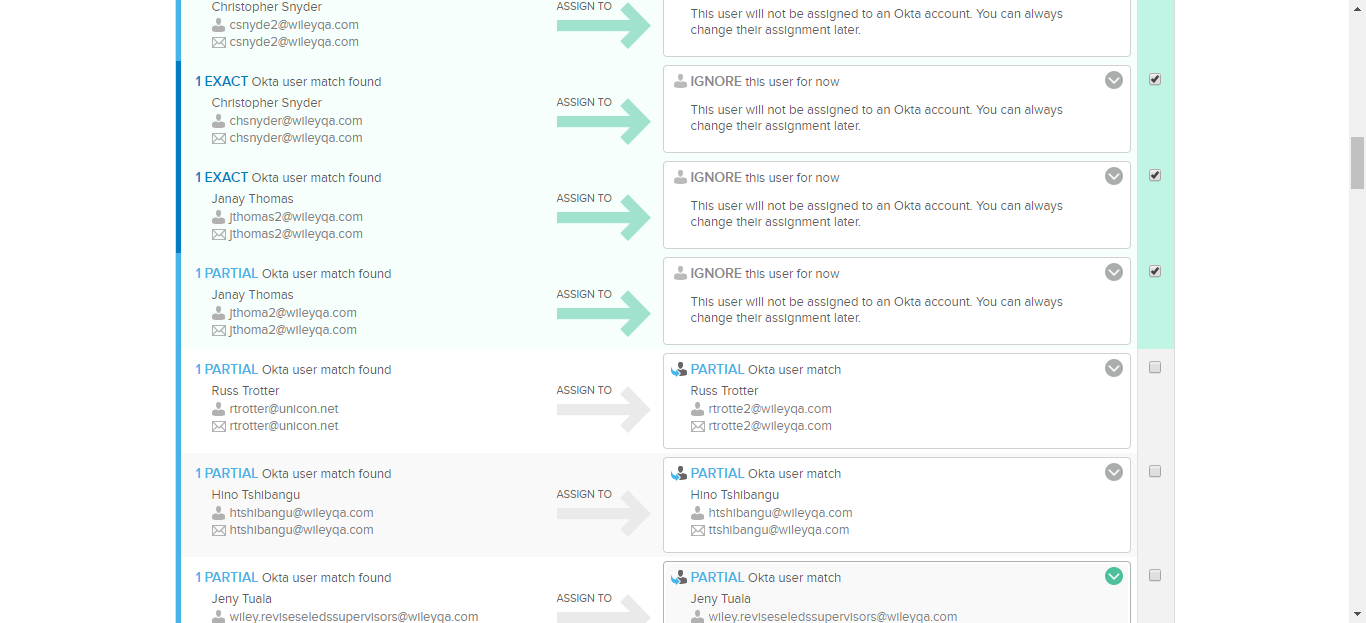 Christopher Snyder
csnyde2@wileyqa.com
csnyde2@wileyqa.com
ASSIGN TO
This user will not be assigned to an Okta account. You can always
change their assignment later.
1 EXACT Okta user match found
Christopher Snyder
chsnyder@wileyqa.com
chsnyder@wileyqa.com
ASSIGN TO
IGNORE this user for now
This user will not be assigned to an Okta account. You can always
change their assignment later.
1 EXACT Okta user match found
Janay Thomas
jthomas2@wileyqa.com
jthomas2@wileyqa.com
ASSIGN TO
IGNORE this user for now
This user will not be assigned to an Okta account. You can always
change their assignment later.
1 PARTIAL Okta user match found
Janay Thomas
jthoma2@wileyqa.com
jthoma2@wileyqa.com
ASSIGN TO
IGNORE this user for now
This user will not be assigned to an Okta account. You can always
change their assignment later.
1 PARTIAL Okta user match found
Russ Trotter
rtrotter@unicon.net
rtrotter@unicon.net
ASSIGN TO
PARTIAL Okta user match
Russ Trotter
rtrotte2@wileyqa.com
rtrotte2@wileyqa.com
1 PARTIAL Okta user match found
Hino Tshibangu
htshibangu@wileyqa.com
htshibangu@wileyqa.com
ASSIGN TO
PARTIAL Okta user match
Hino Tshibangu
htshibangu@wileyqa.com
ttshibangu@wileyqa.com
1 PARTIAL Okta user match found
Jeny Tuala
wiley.reviseseledssupervisors@wileyqa.com
ASSIGN TO
PARTIAL Okta user match
Jeny Tuala
wiley.reviseseledssupervisors@wileyqa.com